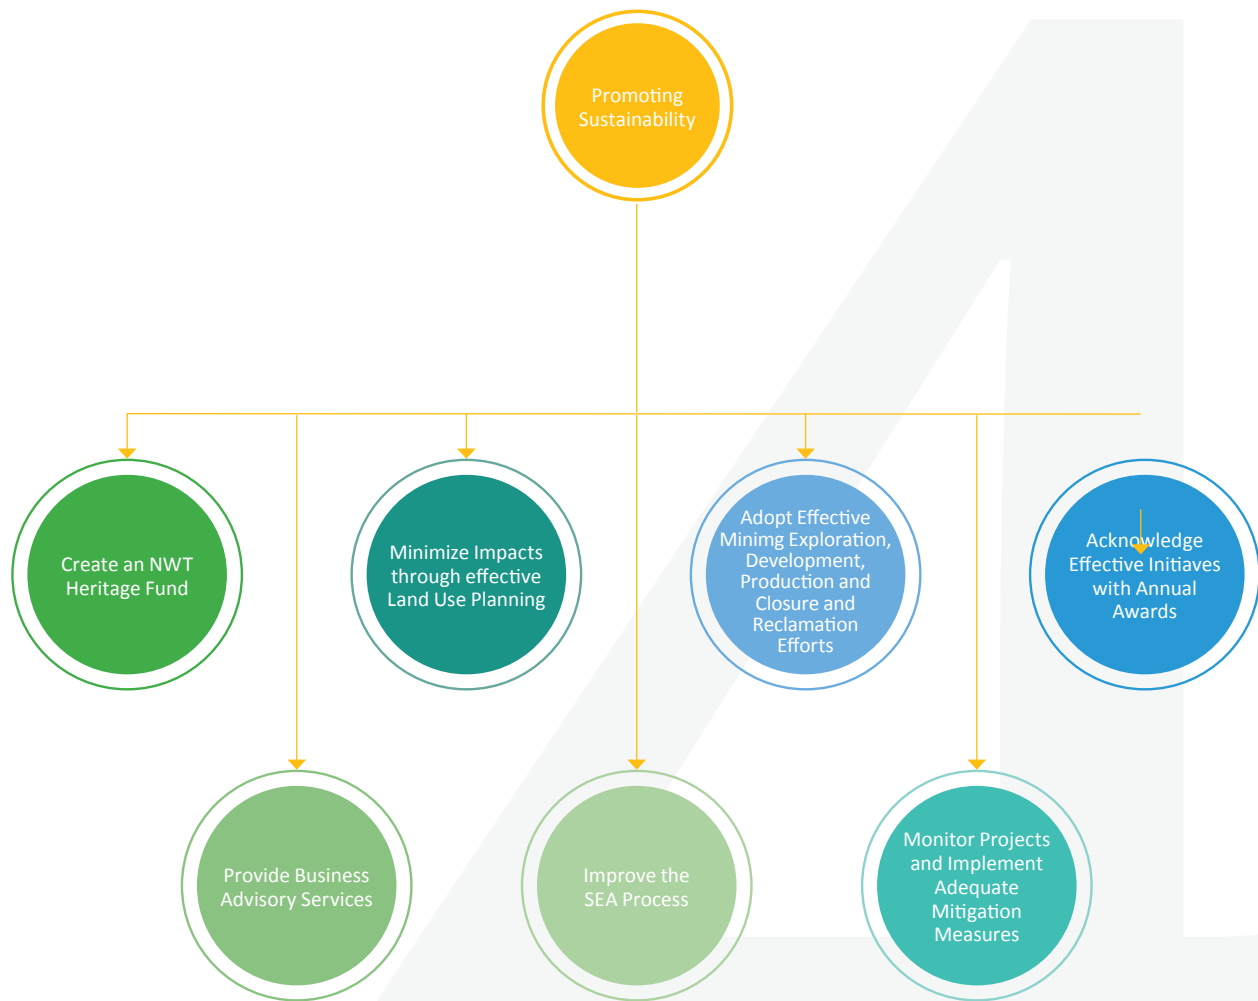 Promoting
Sustainability
Create an NWT
Heritage Fund
Minimize Impacts
through effective
Land Use Planning
Adopt Effective
Minimg Exploration,
Development,
Production and
Closure and
Reclamation
Efforts
Acknowledge
Effective Initiaves
with Annual
Awards
Provide Business
Advisory Services
Improve the
SEA Process
Monitor Projects
and Implement
Adequate
Mitigation
Measures